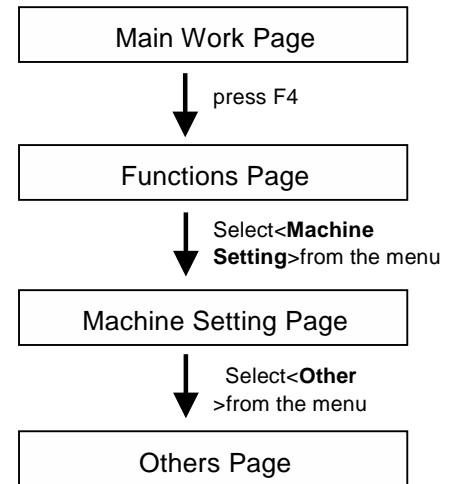 Main Work Page
press F4
Functions Page
Select<Machine
Setting>from the menu
Machine Setting Page
Select<Other
>from the menu
Others Page